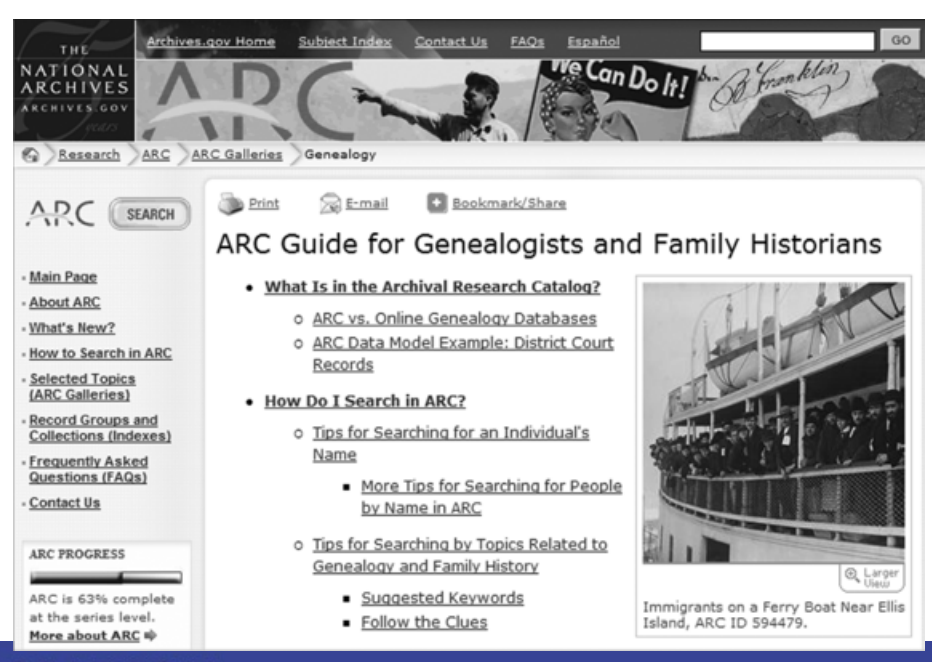 THE
NATIONAL
ARCHIVES
ARCHIVES.GOV
75
years
Archives.gov Home Subject Index Contact Us FAQs Español
GO
ARC
We Can Do It!
B. Franklin
Research ARC ARC Galleries Genealogy
ARC SEARCH
Main Page
About ARC
What's New?
How to Search in ARC
Selected Topics
(ARC Galleries)
Record Groups and
Collections (Indexes)
Frequently Asked
Questions (FAQs)
Contact Us
ARC PROGRESS
ARC is 63% complete
at the series level.
More about ARC
Print E-mail Bookmark/Share
ARC Guide for Genealogists and Family Historians
• What Is in the Archival Research Catalog?
o ARC vs. Online Genealogy Databases
o ARC Data Model Example: District Court
Records
• How Do I Search in ARC?
o Tips for Searching for an Individual's
Name
▪ More Tips for Searching for People
by Name in ARC
o Tips for Searching by Topics Related to
Genealogy and Family History
▪ Suggested Keywords
▪ Follow the Clues
Larger
View
Immigrants on a Ferry Boat Near Ellis
Island, ARC ID 594479.